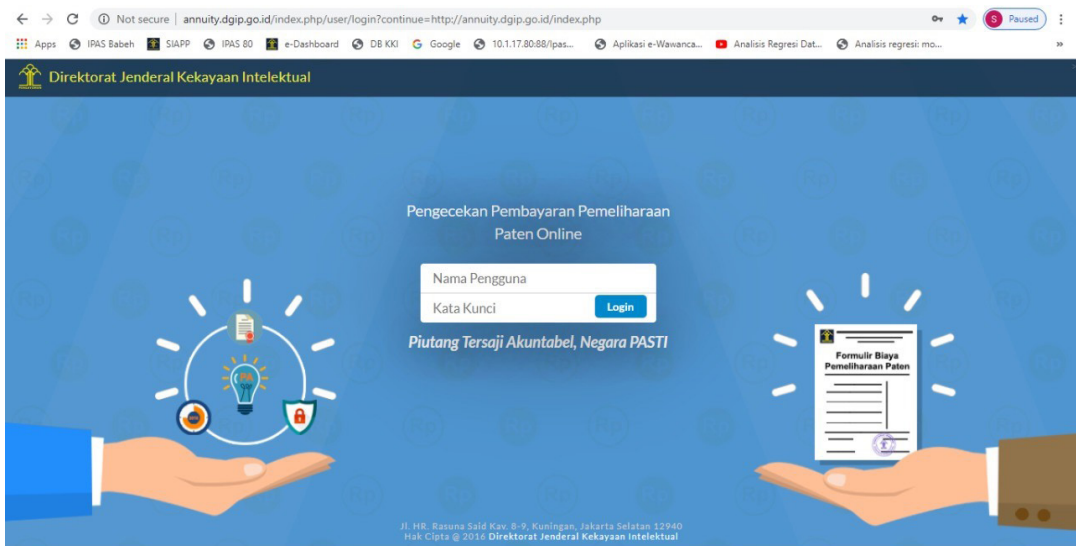 Not secure | annuity.dgip.go.id/index.php/user/login?continue=http://annuity.dgip.go.id/index.php
S Paused
Apps IPAS Babeh SIAPP IPAS 80 e-Dashboard DB KKI Google 10.1.17.80:88/Ipas... Aplikasi e-Wawanca... Analisis Regresi Dat... Analisis regresi: mo... »
Direktorat Jenderal Kekayaan Intelektual
Pengecekan Pembayaran Pemeliharaan
Paten Online
Nama Pengguna
Kata Kunci Login
Piutang Tersaji Akuntabel, Negara PASTI
Formulir Biaya
Pemeliharaan Paten
Jl. HR. Rasuna Said Kav. 8-9, Kuningan, Jakarta Selatan 12940
Hak Cipta @ 2016 Direktorat Jenderal Kekayaan Intelektual